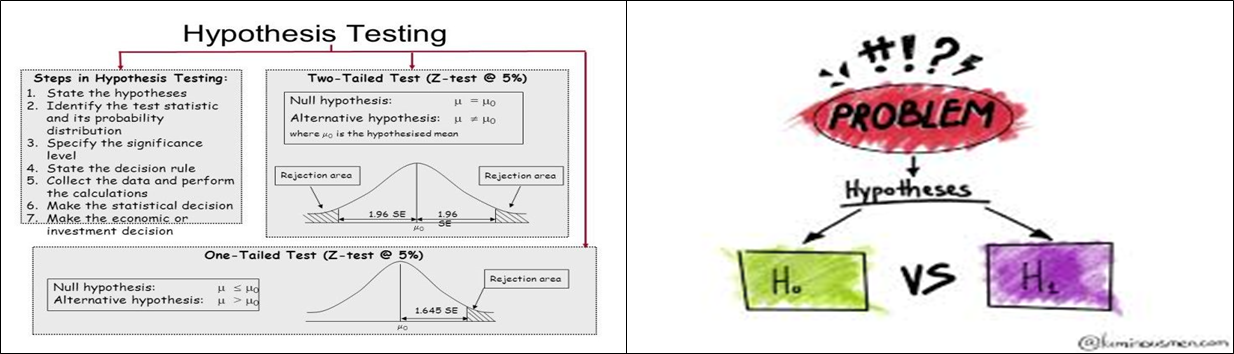 Hypothesis Testing
Steps in Hypothesis Testing:
1. State the hypotheses
2. Identify the test statistic
and its probability
distribution
3. Specify the significance
level
4. State the decision rule
5. Collect the data and perform
the calculations
6. Make the statistical decision
7. Make the economic or
investment decision
Two-Tailed Test (Z-test @ 5%)
Null hypothesis: μ = μ0
Alternative hypothesis: μ ≠ μ0
where μ0 is the hypothesised mean
Rejection area
Rejection area
1.96 SE
1.96
SE
μ0
One-Tailed Test (Z-test @ 5%)
Null hypothesis: μ ≤ μ0
Alternative hypothesis: μ > μ0
Rejection area
1.645 SE
μ0
#!?
PROBLEM
Hypotheses
H0 VS H1
@luminousmen.com